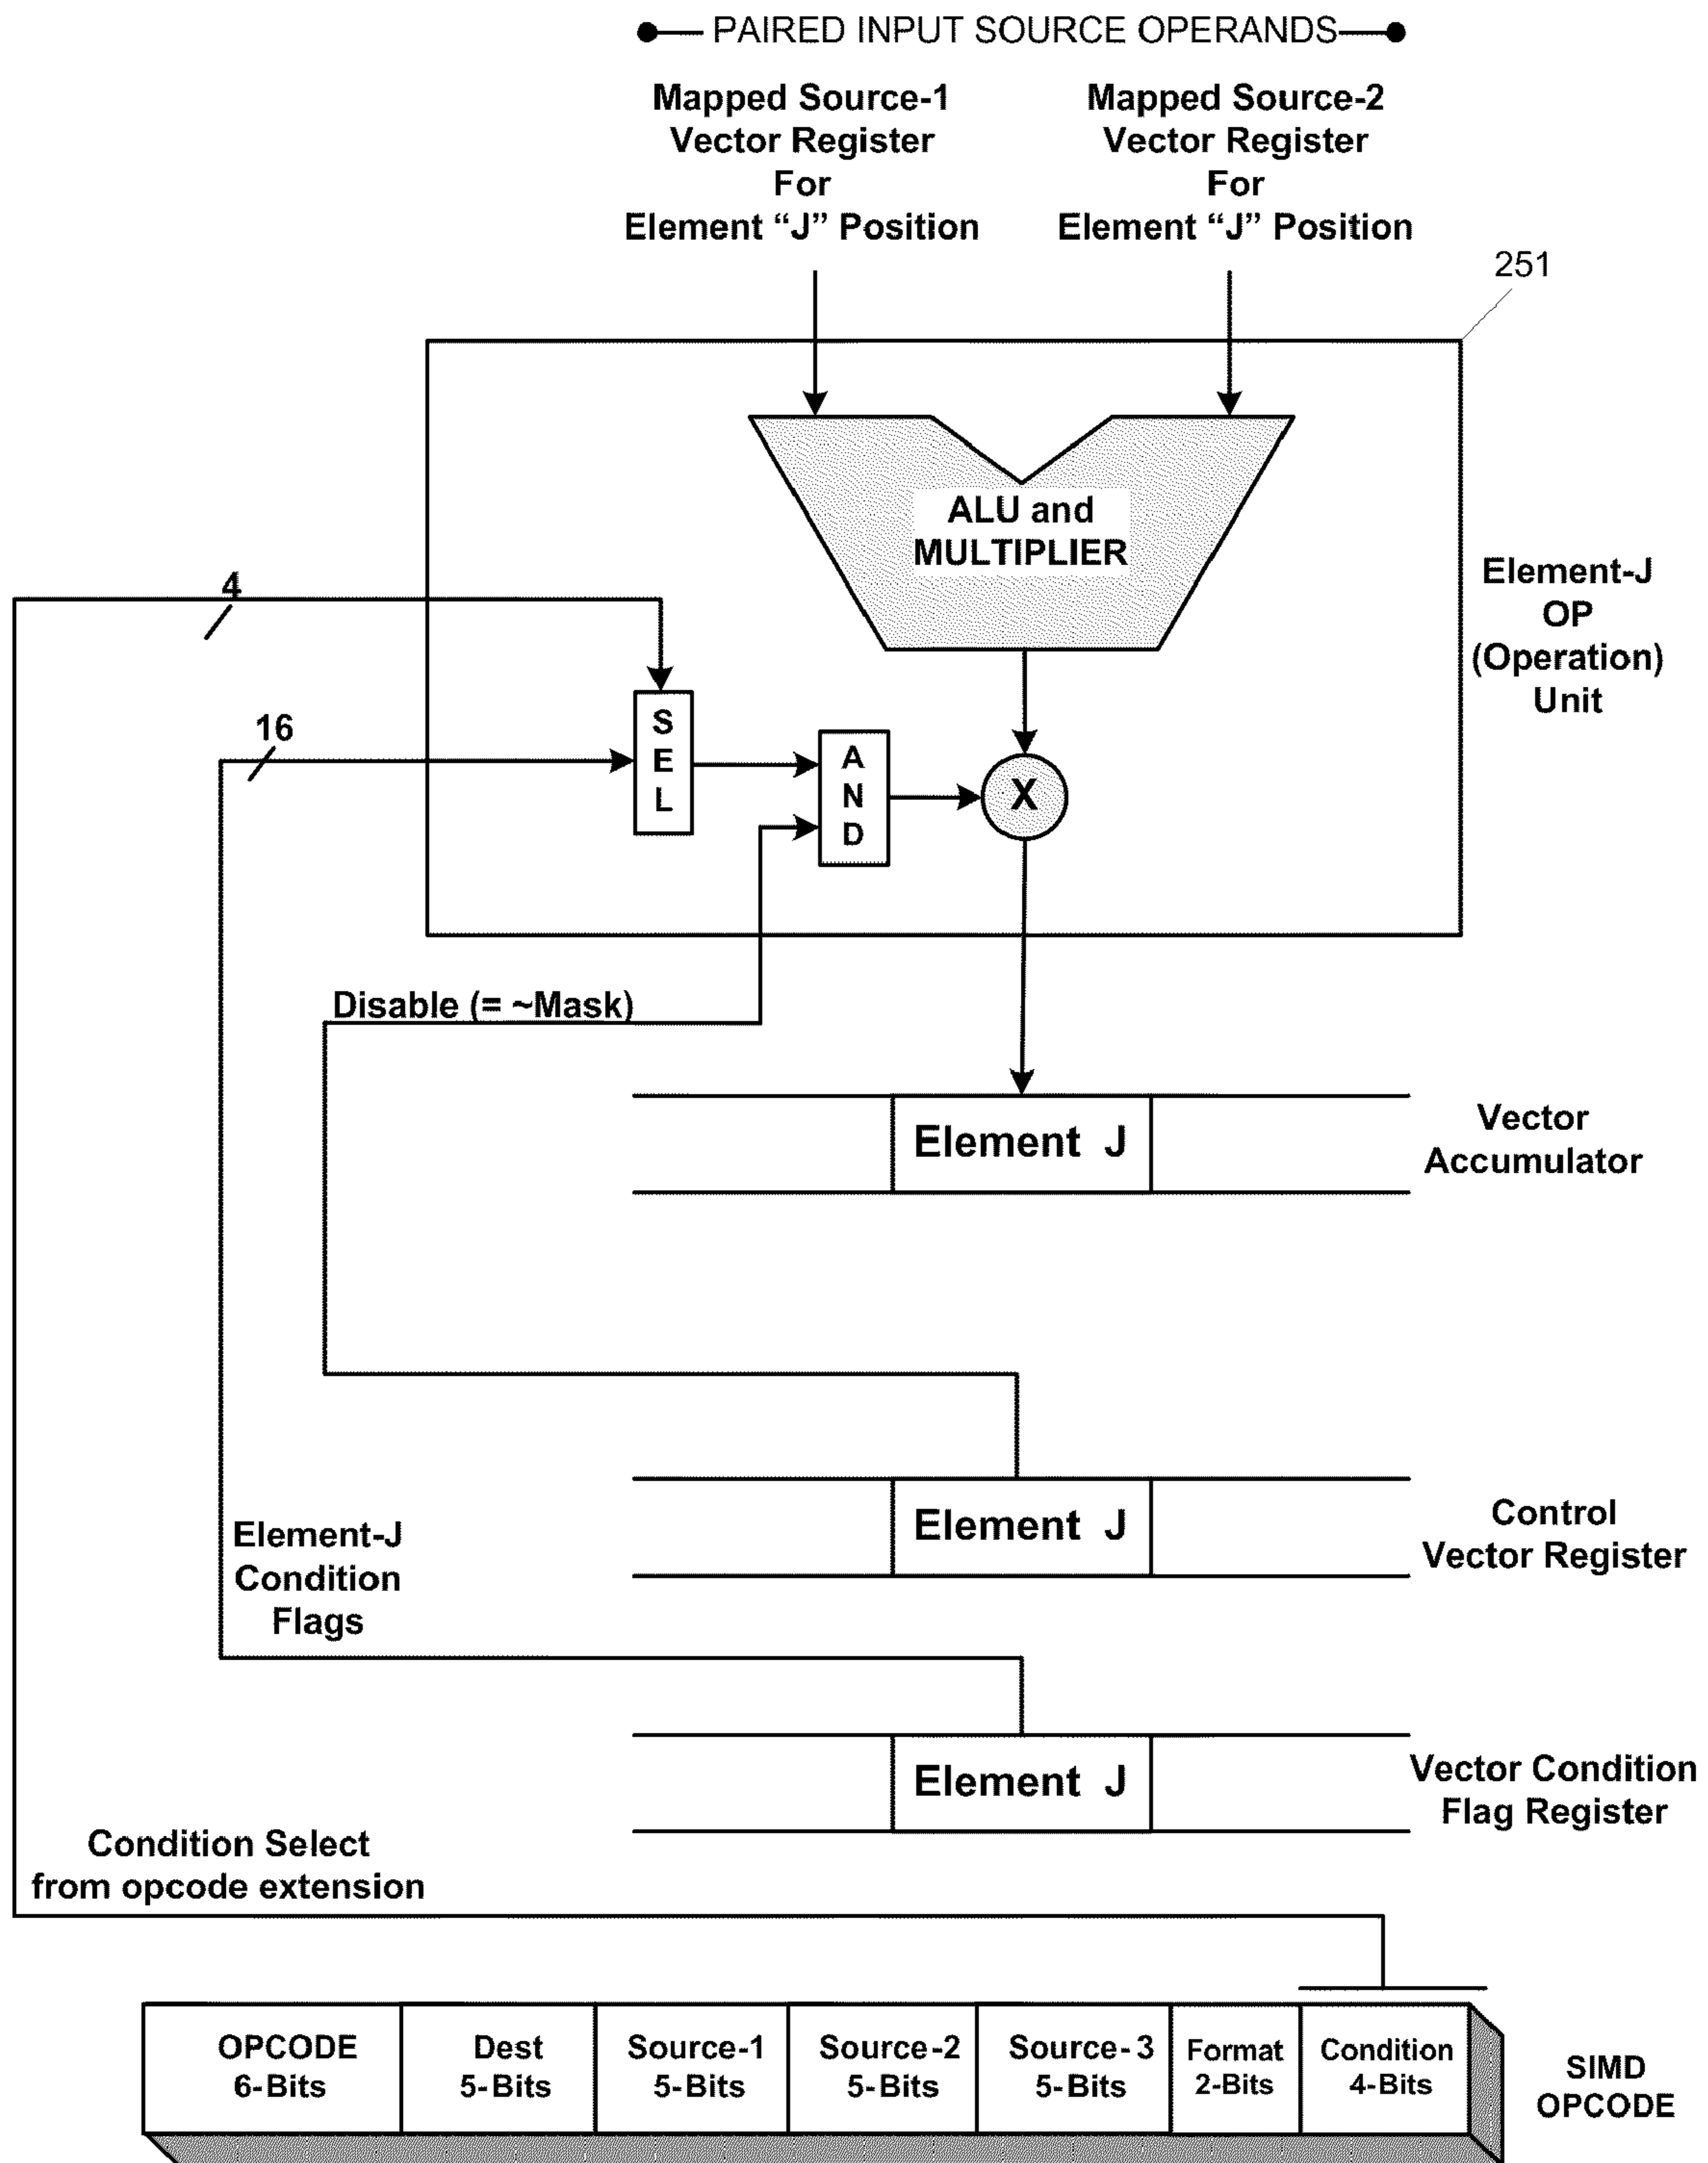 PAIRED INPUT SOURCE OPERANDS
Mapped Source-1
Vector Register
For
Element “J” Position
Mapped Source-2
Vector Register
For
Element “J” Position
251
ALU and
MULTIPLIER
Element-J
OP
(Operation)
Unit
4
16
S
E
L
A
N
D
X
Disable (= ~Mask)
Element J
Vector
Accumulator
Element J
Control
Vector Register
Element-J
Condition
Flags
Element J
Vector Condition
Flag Register
Condition Select
from opcode extension
OPCODE
6-Bits
Dest
5-Bits
Source-1
5-Bits
Source-2
5-Bits
Source-3
5-Bits
Format
2-Bits
Condition
4-Bits
SIMD
OPCODE